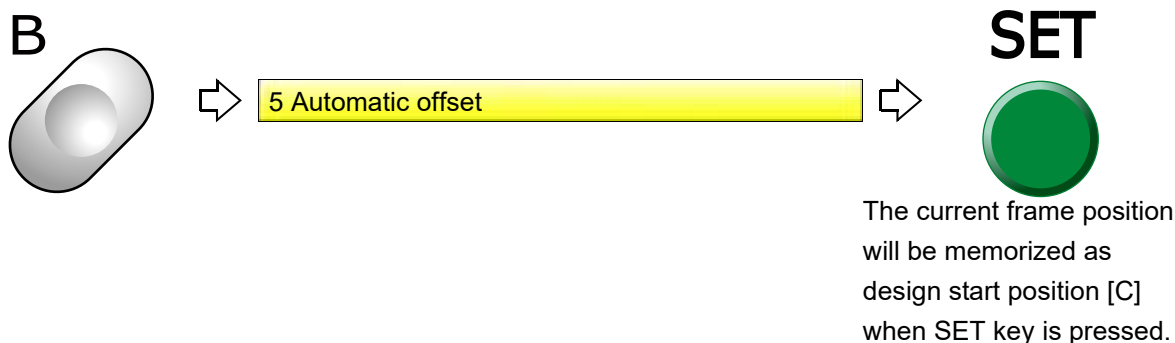 B
5 Automatic offset
SET
The current frame position
will be memorized as
design start position [C]
when SET key is pressed.